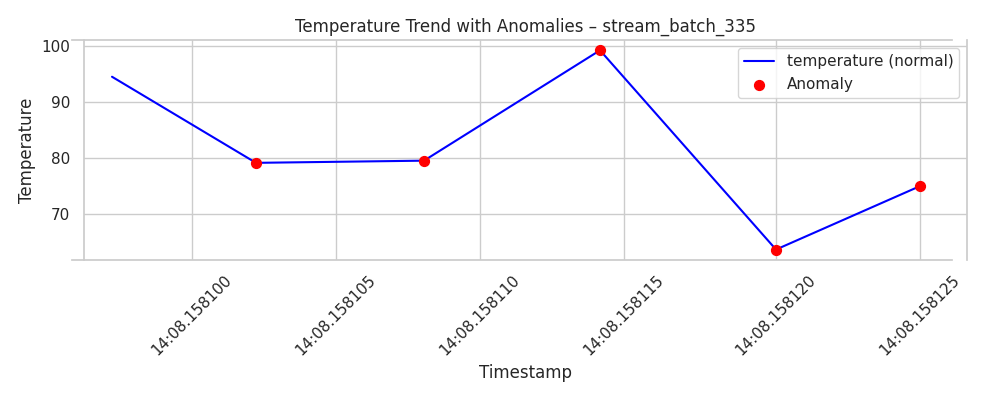 Temperature Trend with Anomalies – stream_batch_335
temperature (normal)
Anomaly
Temperature
100
90
80
70
14:08.158100
14:08.158105
14:08.158110
14:08.158115
14:08.158120
14:08.158125
Timestamp